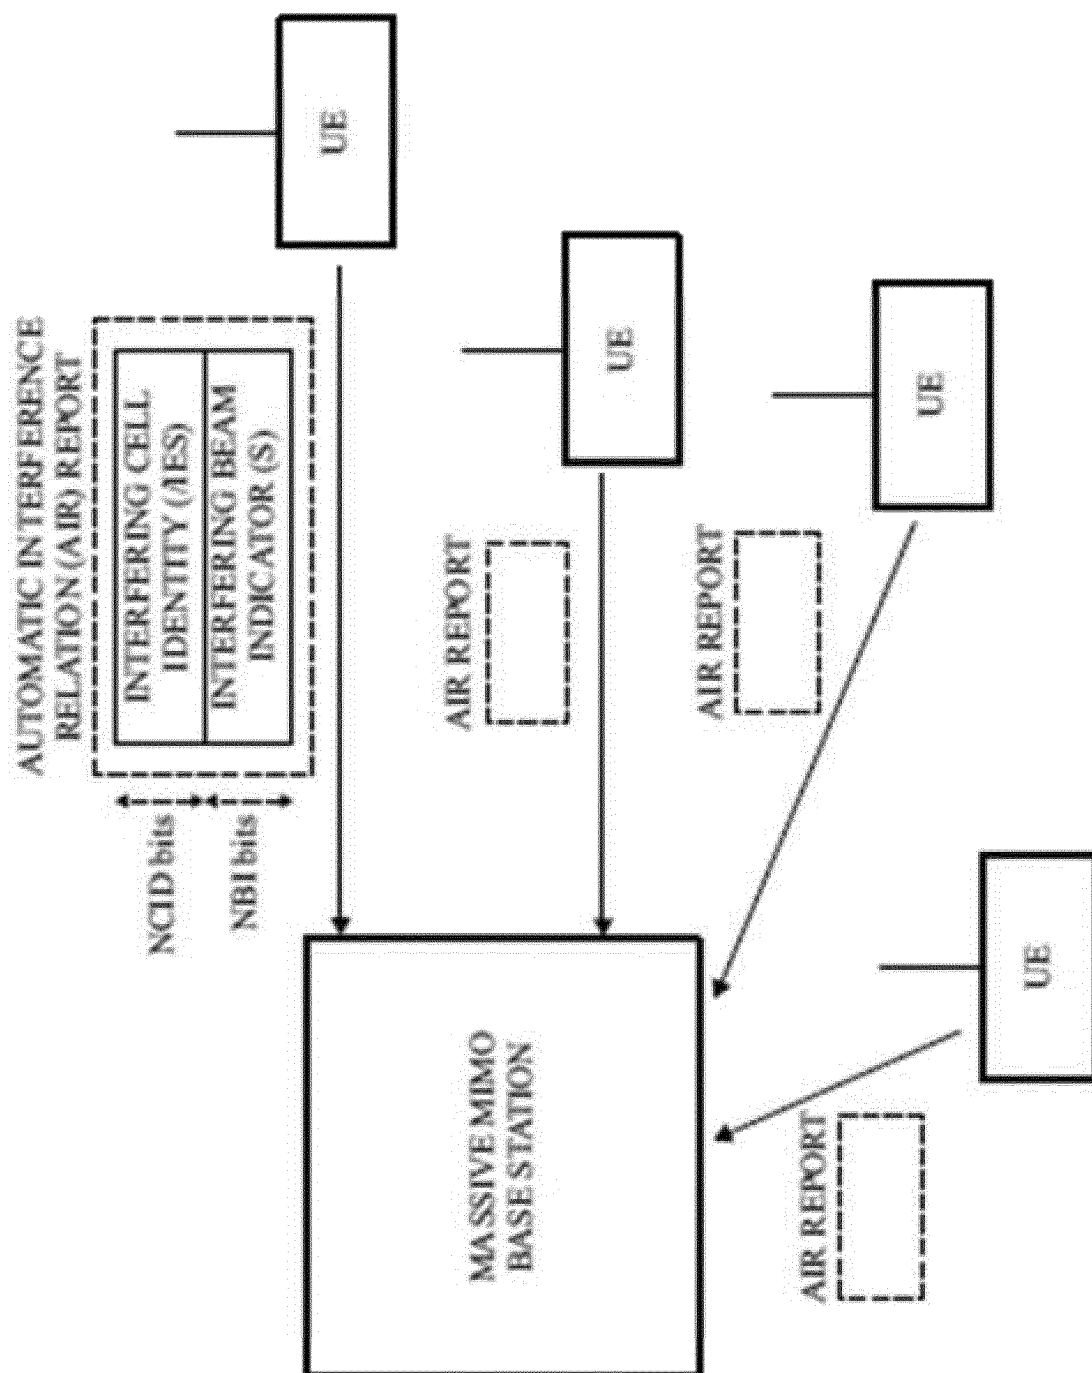 AUTOMATIC INTERFERENCE
RELATION (AIR) REPORT
NCID bits
INTERFERING CELL
IDENTITY (/IES)
NBI bits
INTERFERING BEAM
INDICATOR (S)
UE
AIR REPORT
UE
MASSIVE MIMO
BASE STATION
AIR REPORT
UE
AIR REPORT
UE